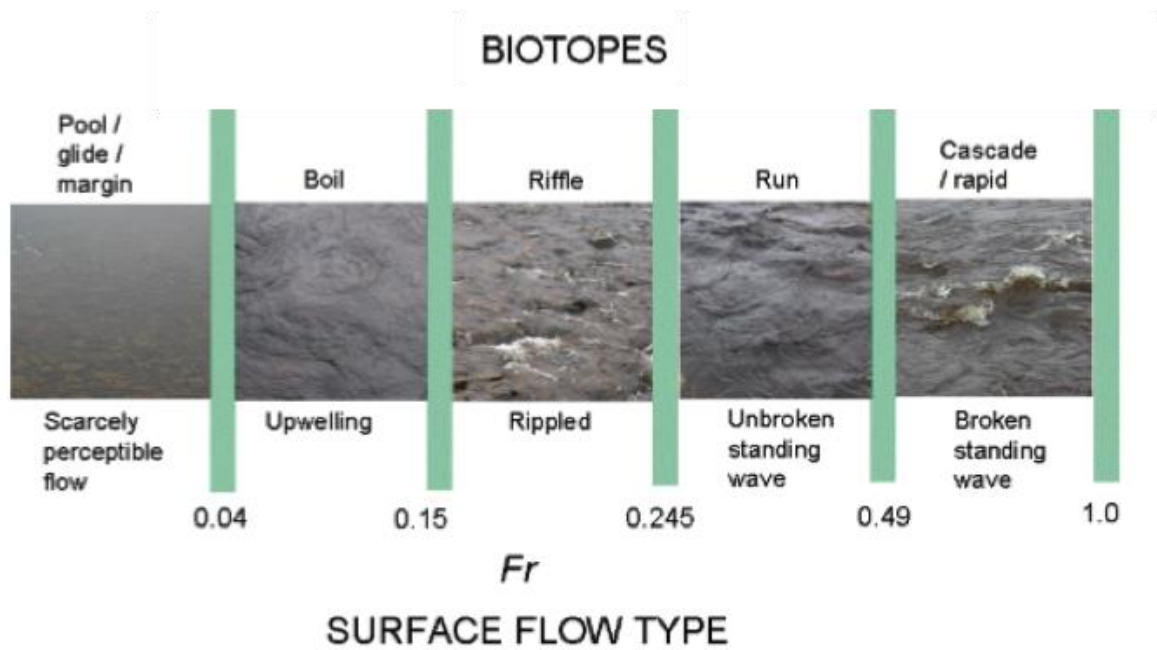 BIOTOPES
Pool /
glide /
margin
Boil
Riffle
Run
Cascade
/ rapid
Scarcely
perceptible
flow
Upwelling
Rippled
Unbroken
standing
wave
Broken
standing
wave
0.04
0.15
0.245
0.49
1.0
Fr
SURFACE FLOW TYPE